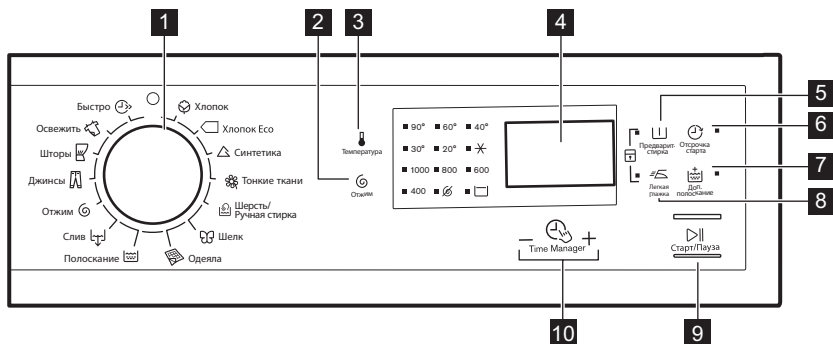 1
2
3
4
5
6
7
8
9
10
Быстро
Освежить
Шторы
Джинсы
Отжим
Слив
Полоскание
Хлопок
Хлопок Eco
Синтетика
Тонкие ткани
Шерсть/
Ручная стирка
Шелк
Одеяла
Температура
Отжим
90° 60° 40°
30° 20°
1000 800 600
400
Time Manager
Предварит.
стирка
Отсрочка
старта
Легкая
глажка
Доп.
полоскание
Старт/Пауза